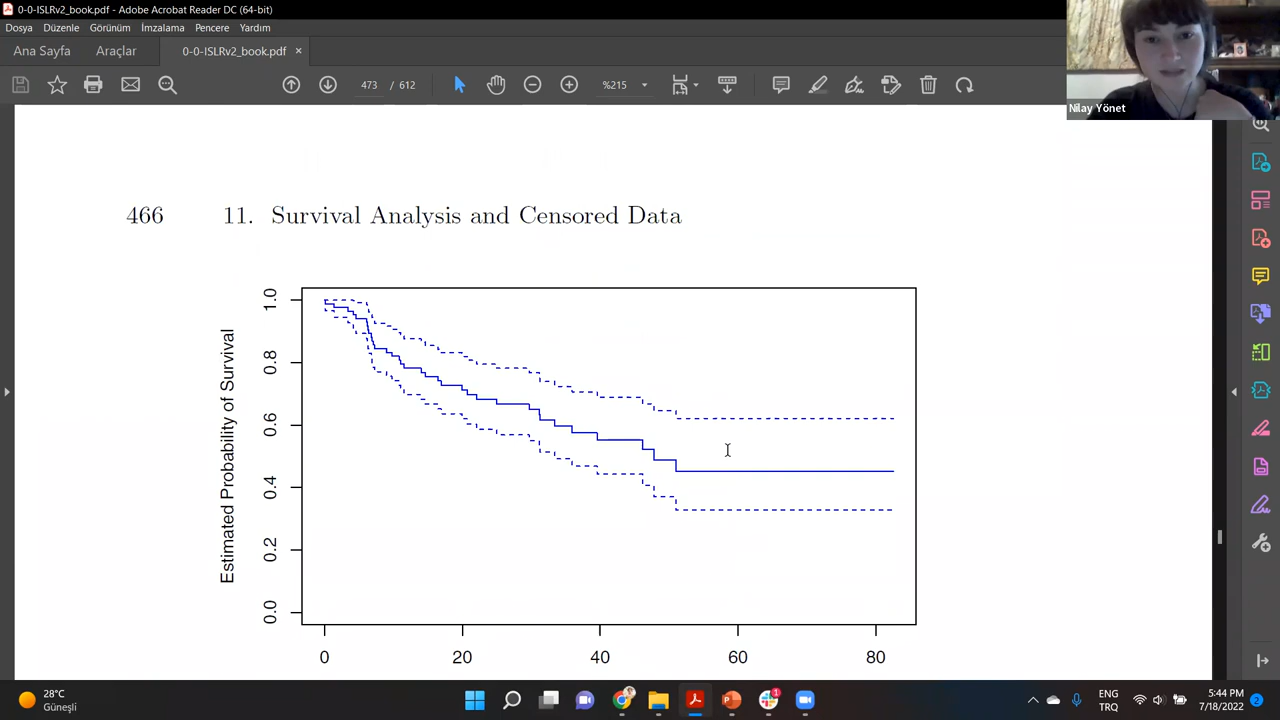 0-0-ISLRv2_book.pdf - Adobe Acrobat Reader DC (64-bit)
Dosya Düzenle Görünüm İmzalama Pencere Yardım
Ana Sayfa Araçlar 0-0-ISLRv2_book.pdf ×
473 / 612 %215
Nilay Yönet
466 11. Survival Analysis and Censored Data
Estimated Probability of Survival
1.0
0.8
0.6
0.4
0.2
0.0
0 20 40 60 80
28°C
Güneşli
1
ENG
TRQ
5:44 PM
7/18/2022
2